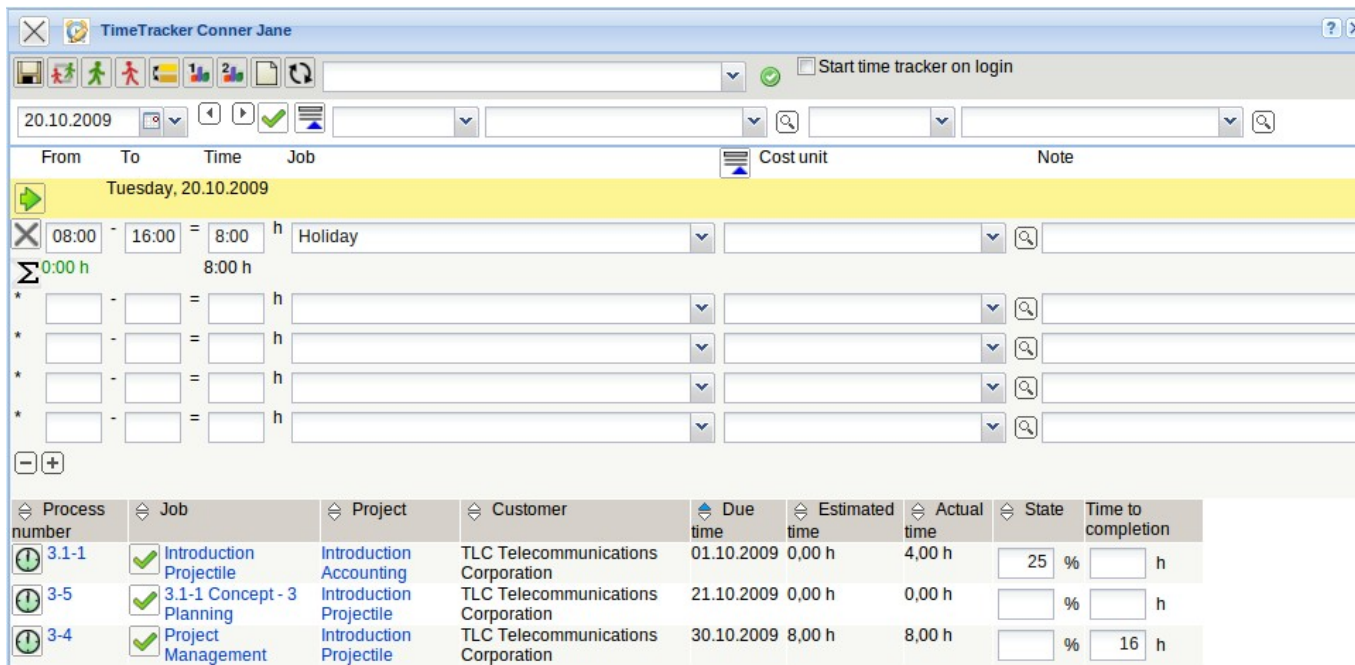 TimeTracker Conner Jane
Start time tracker on login
20.10.2009
From To Time Job Cost unit Note
Tuesday, 20.10.2009
08:00 - 16:00 = 8:00 h Holiday
Σ 0:00 h 8:00 h
* - = h
* - = h
* - = h
* - = h
Process Job Project Customer Due Estimated Actual State Time to
number time time time completion
3.1-1 Introduction Introduction TLC Telecommunications 01.10.2009 0,00 h 4,00 h 25 % h
Projectile Accounting Corporation
3-5 3.1-1 Concept - 3 Introduction TLC Telecommunications 21.10.2009 0,00 h 0,00 h % h
Planning Projectile Corporation
3-4 Project Introduction TLC Telecommunications 30.10.2009 8,00 h 8,00 h % 16 h
Management Projectile Corporation